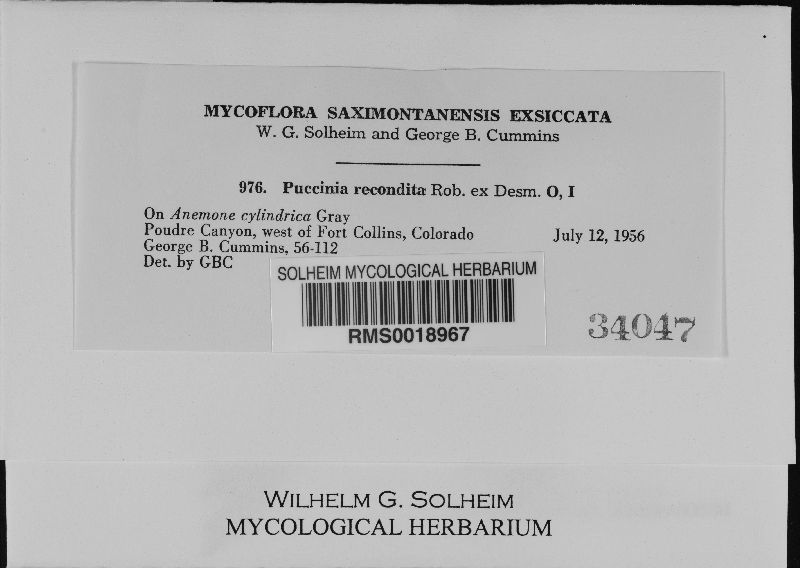 MYCOFLORA SAXIMONTANENSIS EXSICCATA
W. G. Solheim and George B. Cummins
976. Puccinia recondita Rob. ex Desm. O, I
On Anemone cylindrica Gray
Poudre Canyon, west of Fort Collins, Colorado July 12, 1956
George B. Cummins, 56-112
Det. by GBC
SOLHEIM MYCOLOGICAL HERBARIUM
RMS0018967
34047
WILHELM G. SOLHEIM
MYCOLOGICAL HERBARIUM